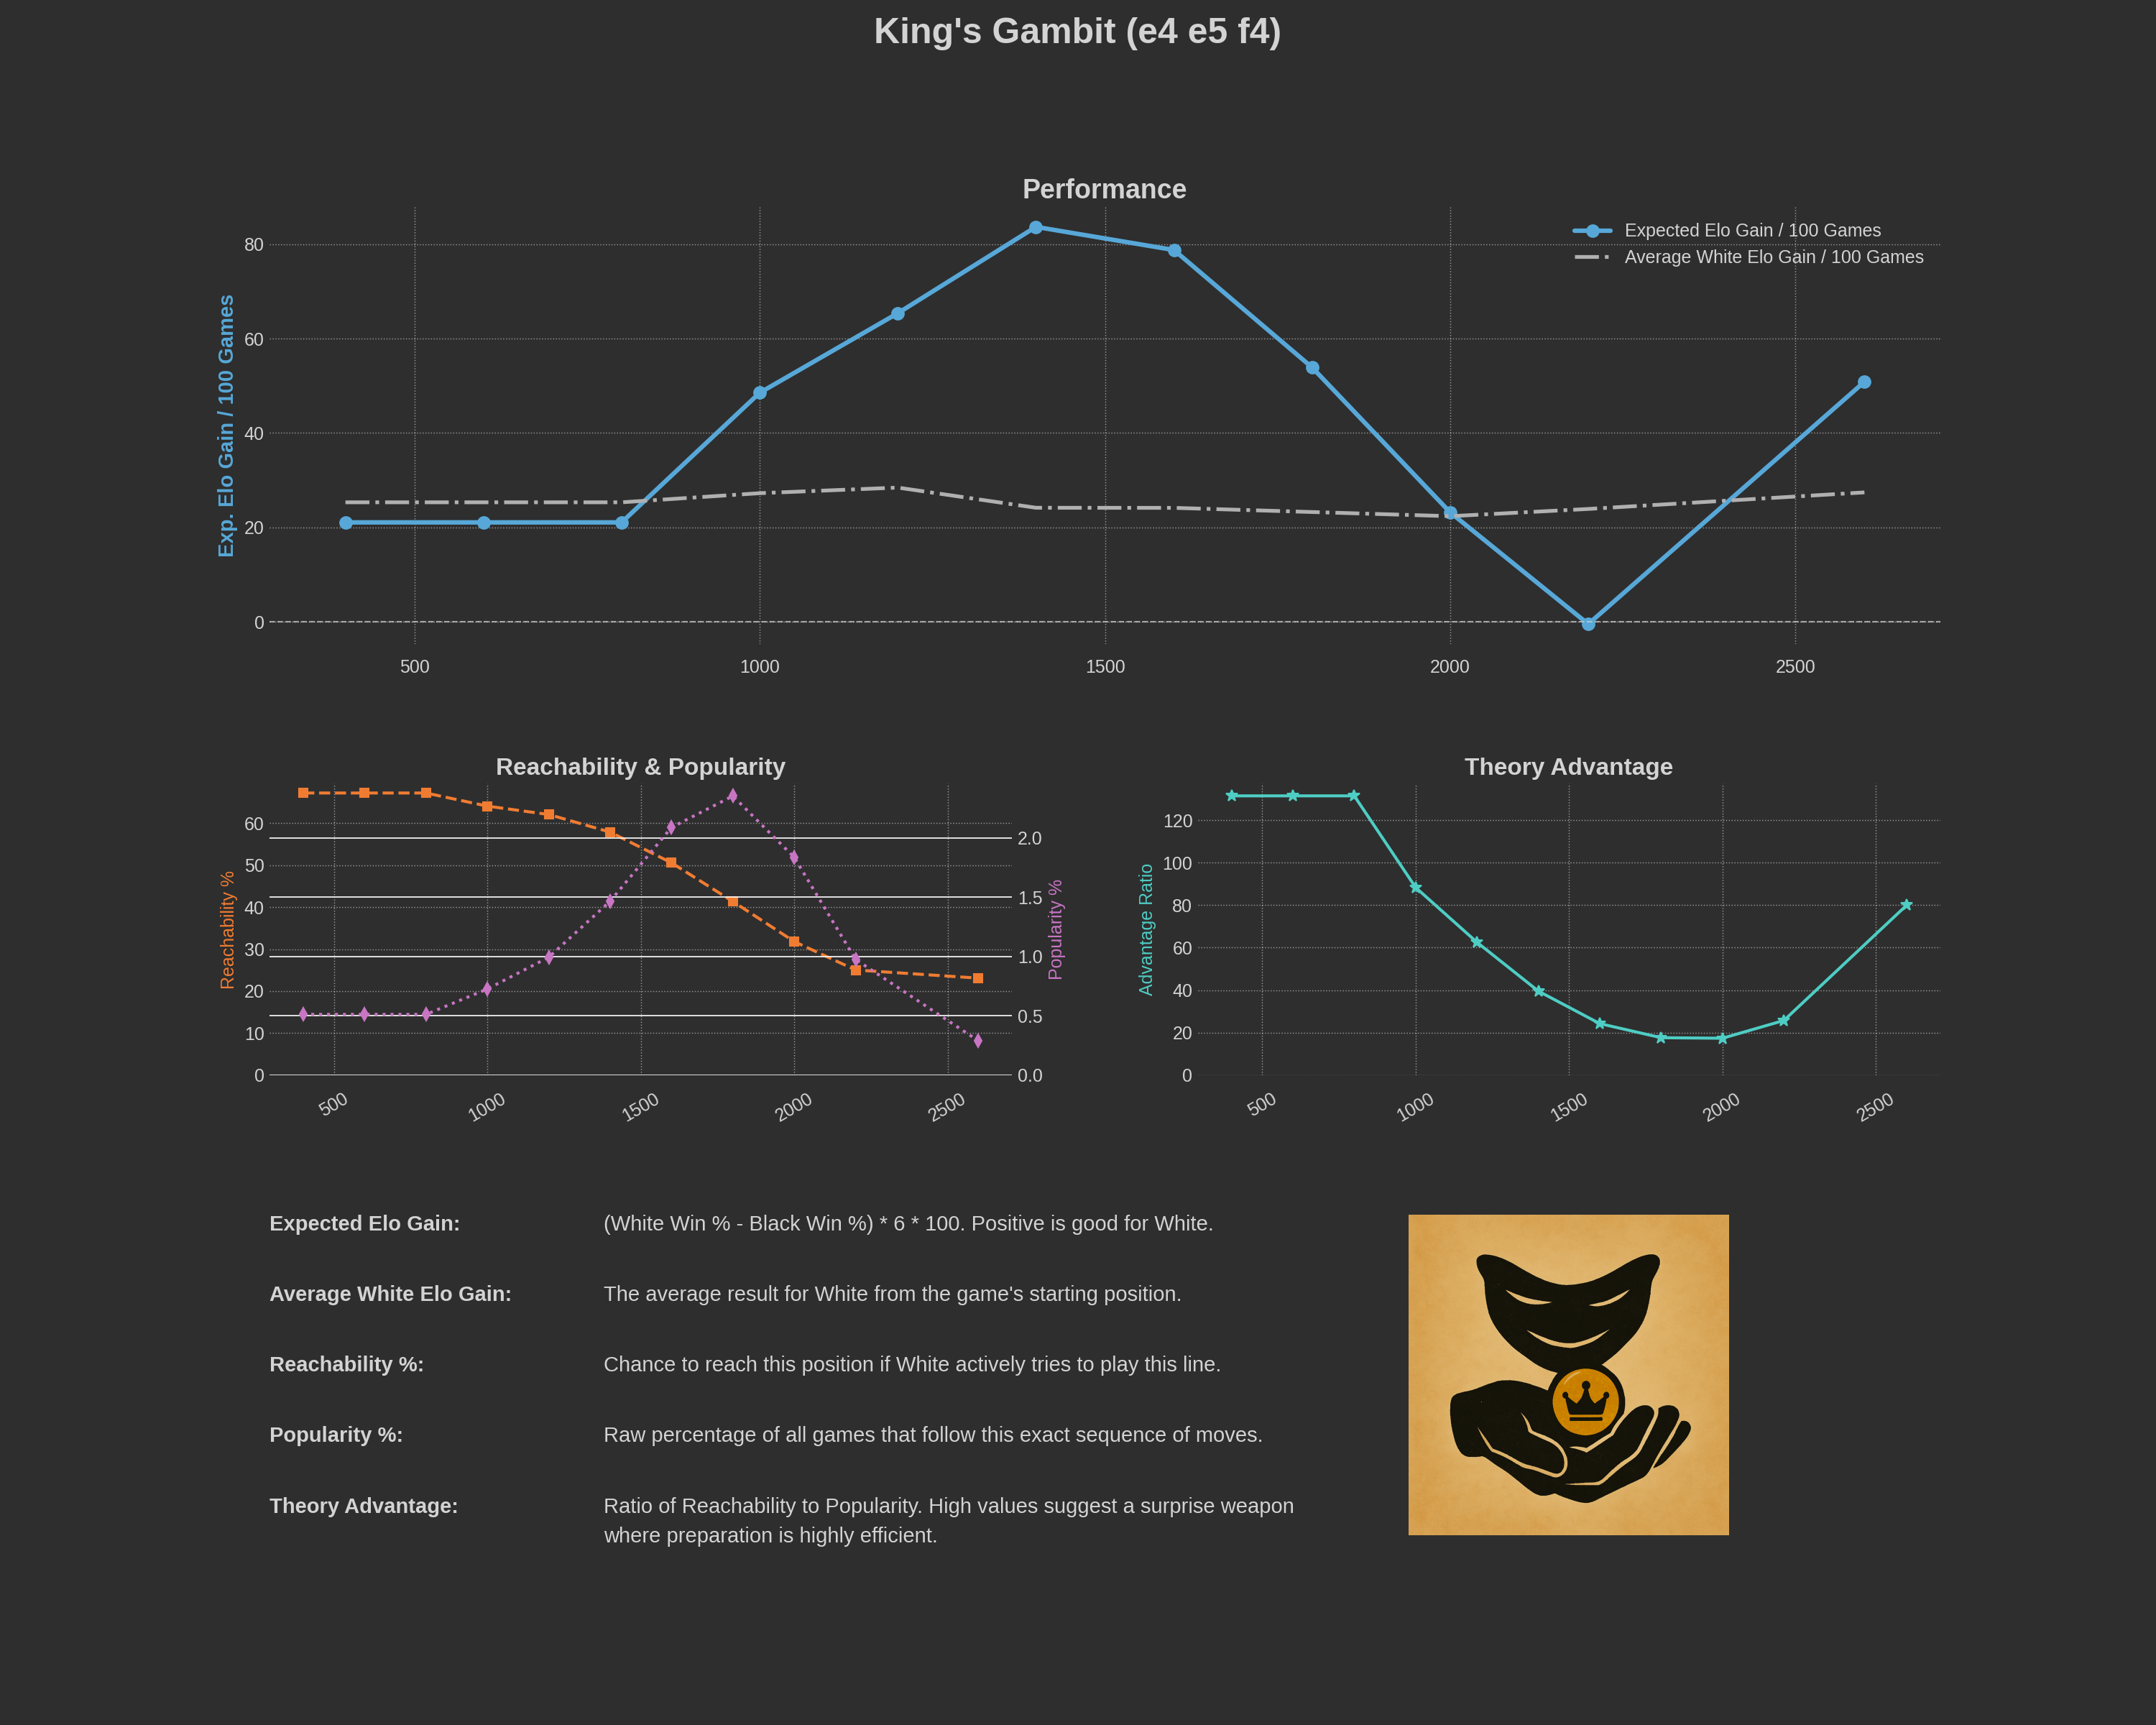 King's Gambit (e4 e5 f4)
Performance
Expected Elo Gain / 100 Games
Average White Elo Gain / 100 Games
Exp. Elo Gain / 100 Games
80
60
40
20
0
500 1000 1500 2000 2500
Reachability & Popularity
Reachability %
60
50
40
30
20
10
0
2.0
1.5
1.0
0.5
0.0
Popularity %
500 1000 1500 2000 2500
Theory Advantage
Advantage Ratio
120
100
80
60
40
20
0
500 1000 1500 2000 2500
Expected Elo Gain: (White Win % - Black Win %) * 6 * 100. Positive is good for White.
Average White Elo Gain: The average result for White from the game's starting position.
Reachability %: Chance to reach this position if White actively tries to play this line.
Popularity %: Raw percentage of all games that follow this exact sequence of moves.
Theory Advantage: Ratio of Reachability to Popularity. High values suggest a surprise weapon
where preparation is highly efficient.